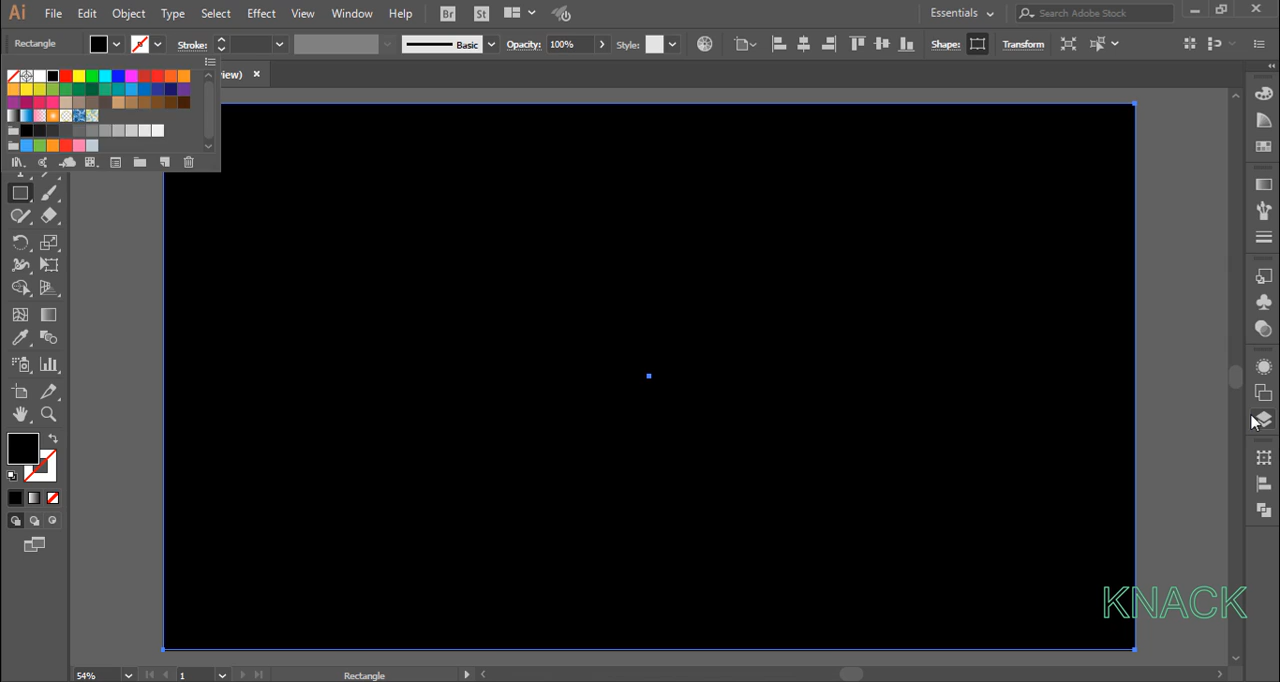 Ai File Edit Object Type Select Effect View Window Help Br St Essentials Search Adobe Stock
Rectangle Stroke: Basic Opacity: 100% Style: Shape: Transform
iew) ×
KNACK
54% 1 Rectangle